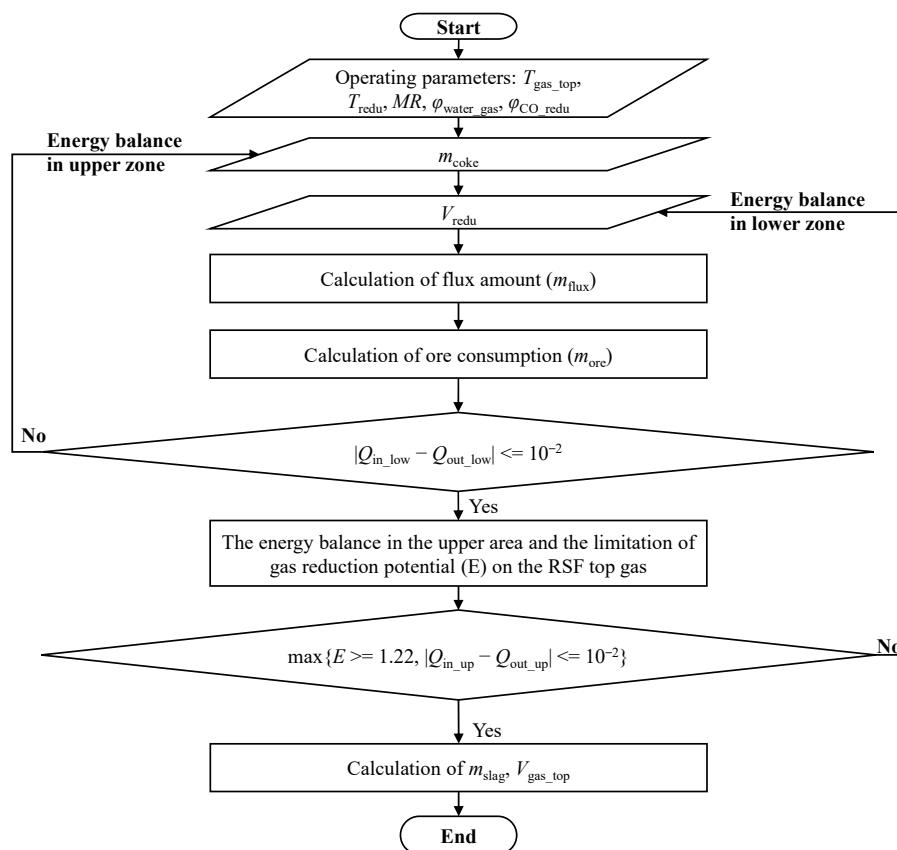 Start
Operating parameters: T_gas_top,
T_redu, MR, φ_water_gas, φ_CO_redu
Energy balance
in upper zone
m_coke
V_redu
Energy balance
in lower zone
Calculation of flux amount (m_flux)
Calculation of ore consumption (m_ore)
No
|Q_in_low − Q_out_low| <= 10⁻²
Yes
The energy balance in the upper area and the limitation of
gas reduction potential (E) on the RSF top gas
max{E >= 1.22, |Q_in_up − Q_out_up| <= 10⁻²}
No
Yes
Calculation of m_slag, V_gas_top
End